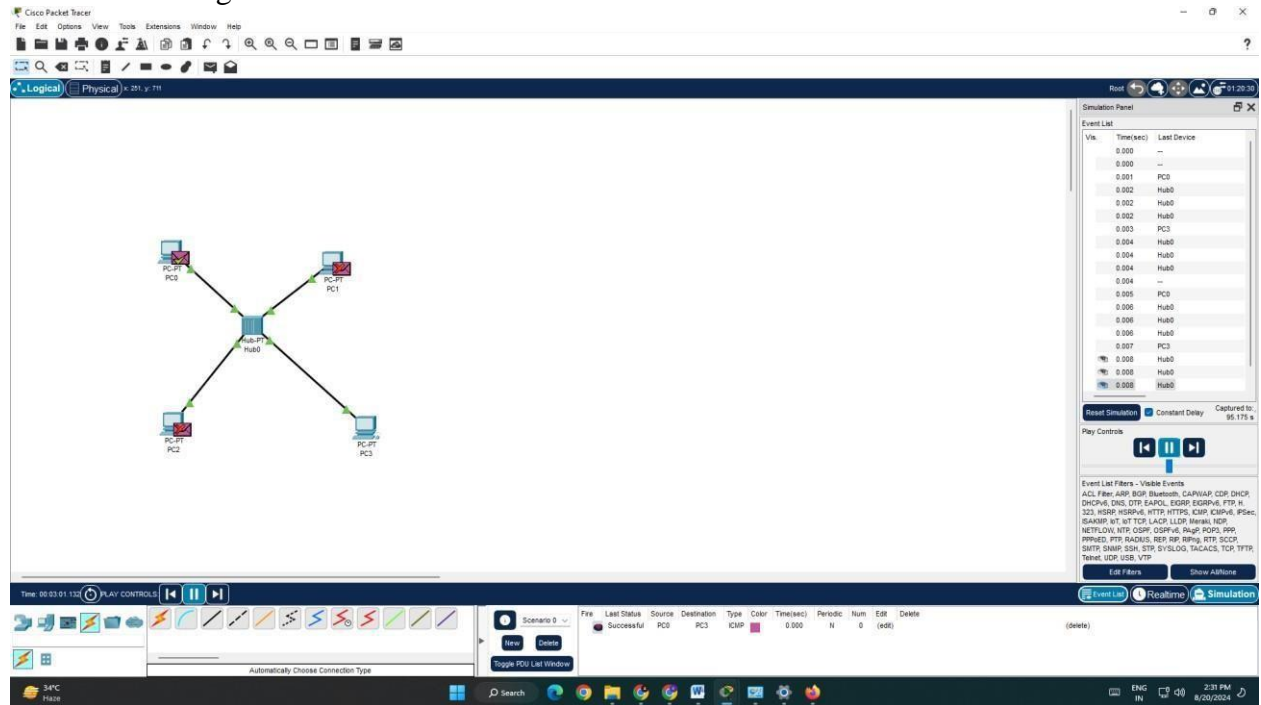 Cisco Packet Tracer
File Edit Options View Tools Extensions Window Help
?
Logical Physical x: 251, y: 711
Root 01:20:30
Simulation Panel
Event List
Vis. Time(sec) Last Device
0.000 --
0.000 --
0.001 PC0
0.002 Hub0
0.002 Hub0
0.002 Hub0
0.003 PC3
0.004 Hub0
0.004 Hub0
0.004 Hub0
0.004 --
0.005 PC0
0.006 Hub0
0.006 Hub0
0.006 Hub0
0.007 PC3
0.008 Hub0
0.008 Hub0
0.008 Hub0
PC-PT
PC0
PC-PT
PC1
Hub-PT
Hub0
PC-PT
PC2
PC-PT
PC3
Reset Simulation Constant Delay Captured to:
95.175 s
Play Controls
Event List Filters - Visible Events
ACL Filter, ARP, BGP, Bluetooth, CAPWAP, CDP, DHCP,
DHCPv6, DNS, DTP, EAPOL, EIGRP, EIGRPv6, FTP, H.
323, HSRP, HSRPv6, HTTP, HTTPS, ICMP, ICMPv6, IPSec,
ISAKMP, IoT, IoT TCP, LACP, LLDP, Meraki, NDP,
NETFLOW, NTP, OSPF, OSPFv6, PAgP, POP3, PPP,
PPPoED, PTP, RADIUS, REP, RIP, RIPng, RTP, SCCP,
SMTP, SNMP, SSH, STP, SYSLOG, TACACS, TCP, TFTP,
Telnet, UDP, USB, VTP
Edit Filters Show All/None
Time: 00:03:01.132 PLAY CONTROLS:
Event List Realtime Simulation
Scenario 0
New Delete
Toggle PDU List Window
Fire Last Status Source Destination Type Color Time(sec) Periodic Num Edit Delete
Successful PC0 PC3 ICMP 0.000 N 0 (edit) (delete)
Automatically Choose Connection Type
34°C
Haze
Search
ENG
IN
2:31 PM
8/20/2024